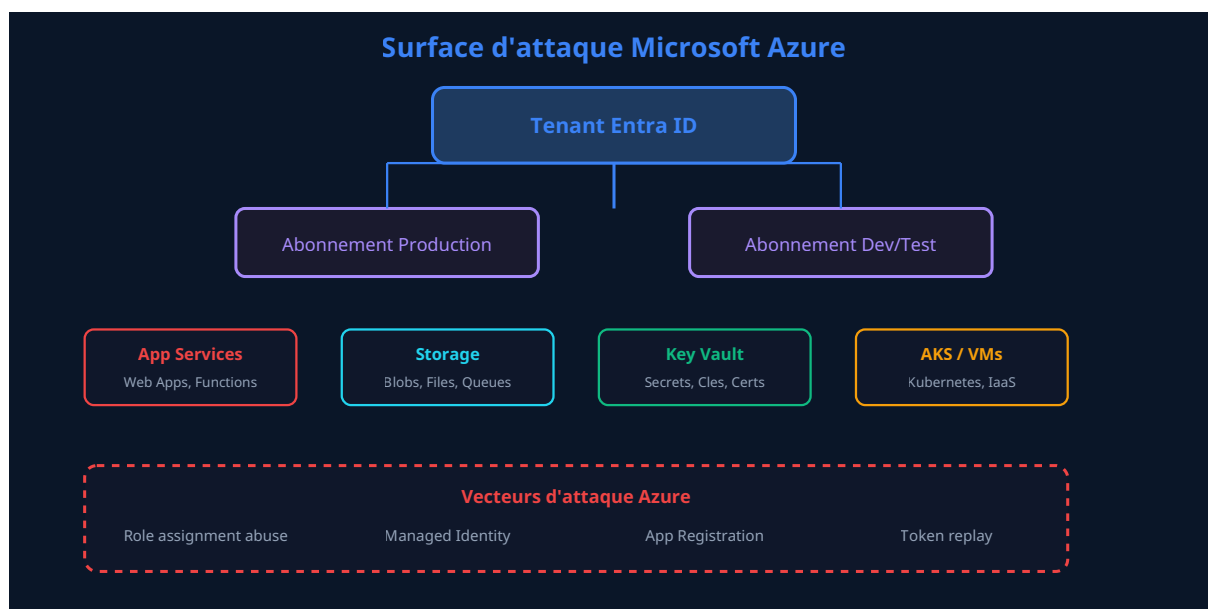 Surface d'attaque Microsoft Azure
Tenant Entra ID
Abonnement Production
Abonnement Dev/Test
App Services
Web Apps, Functions
Storage
Blobs, Files, Queues
Key Vault
Secrets, Cles, Certs
AKS / VMs
Kubernetes, IaaS
Vecteurs d'attaque Azure
Role assignment abuse
Managed Identity
App Registration
Token replay